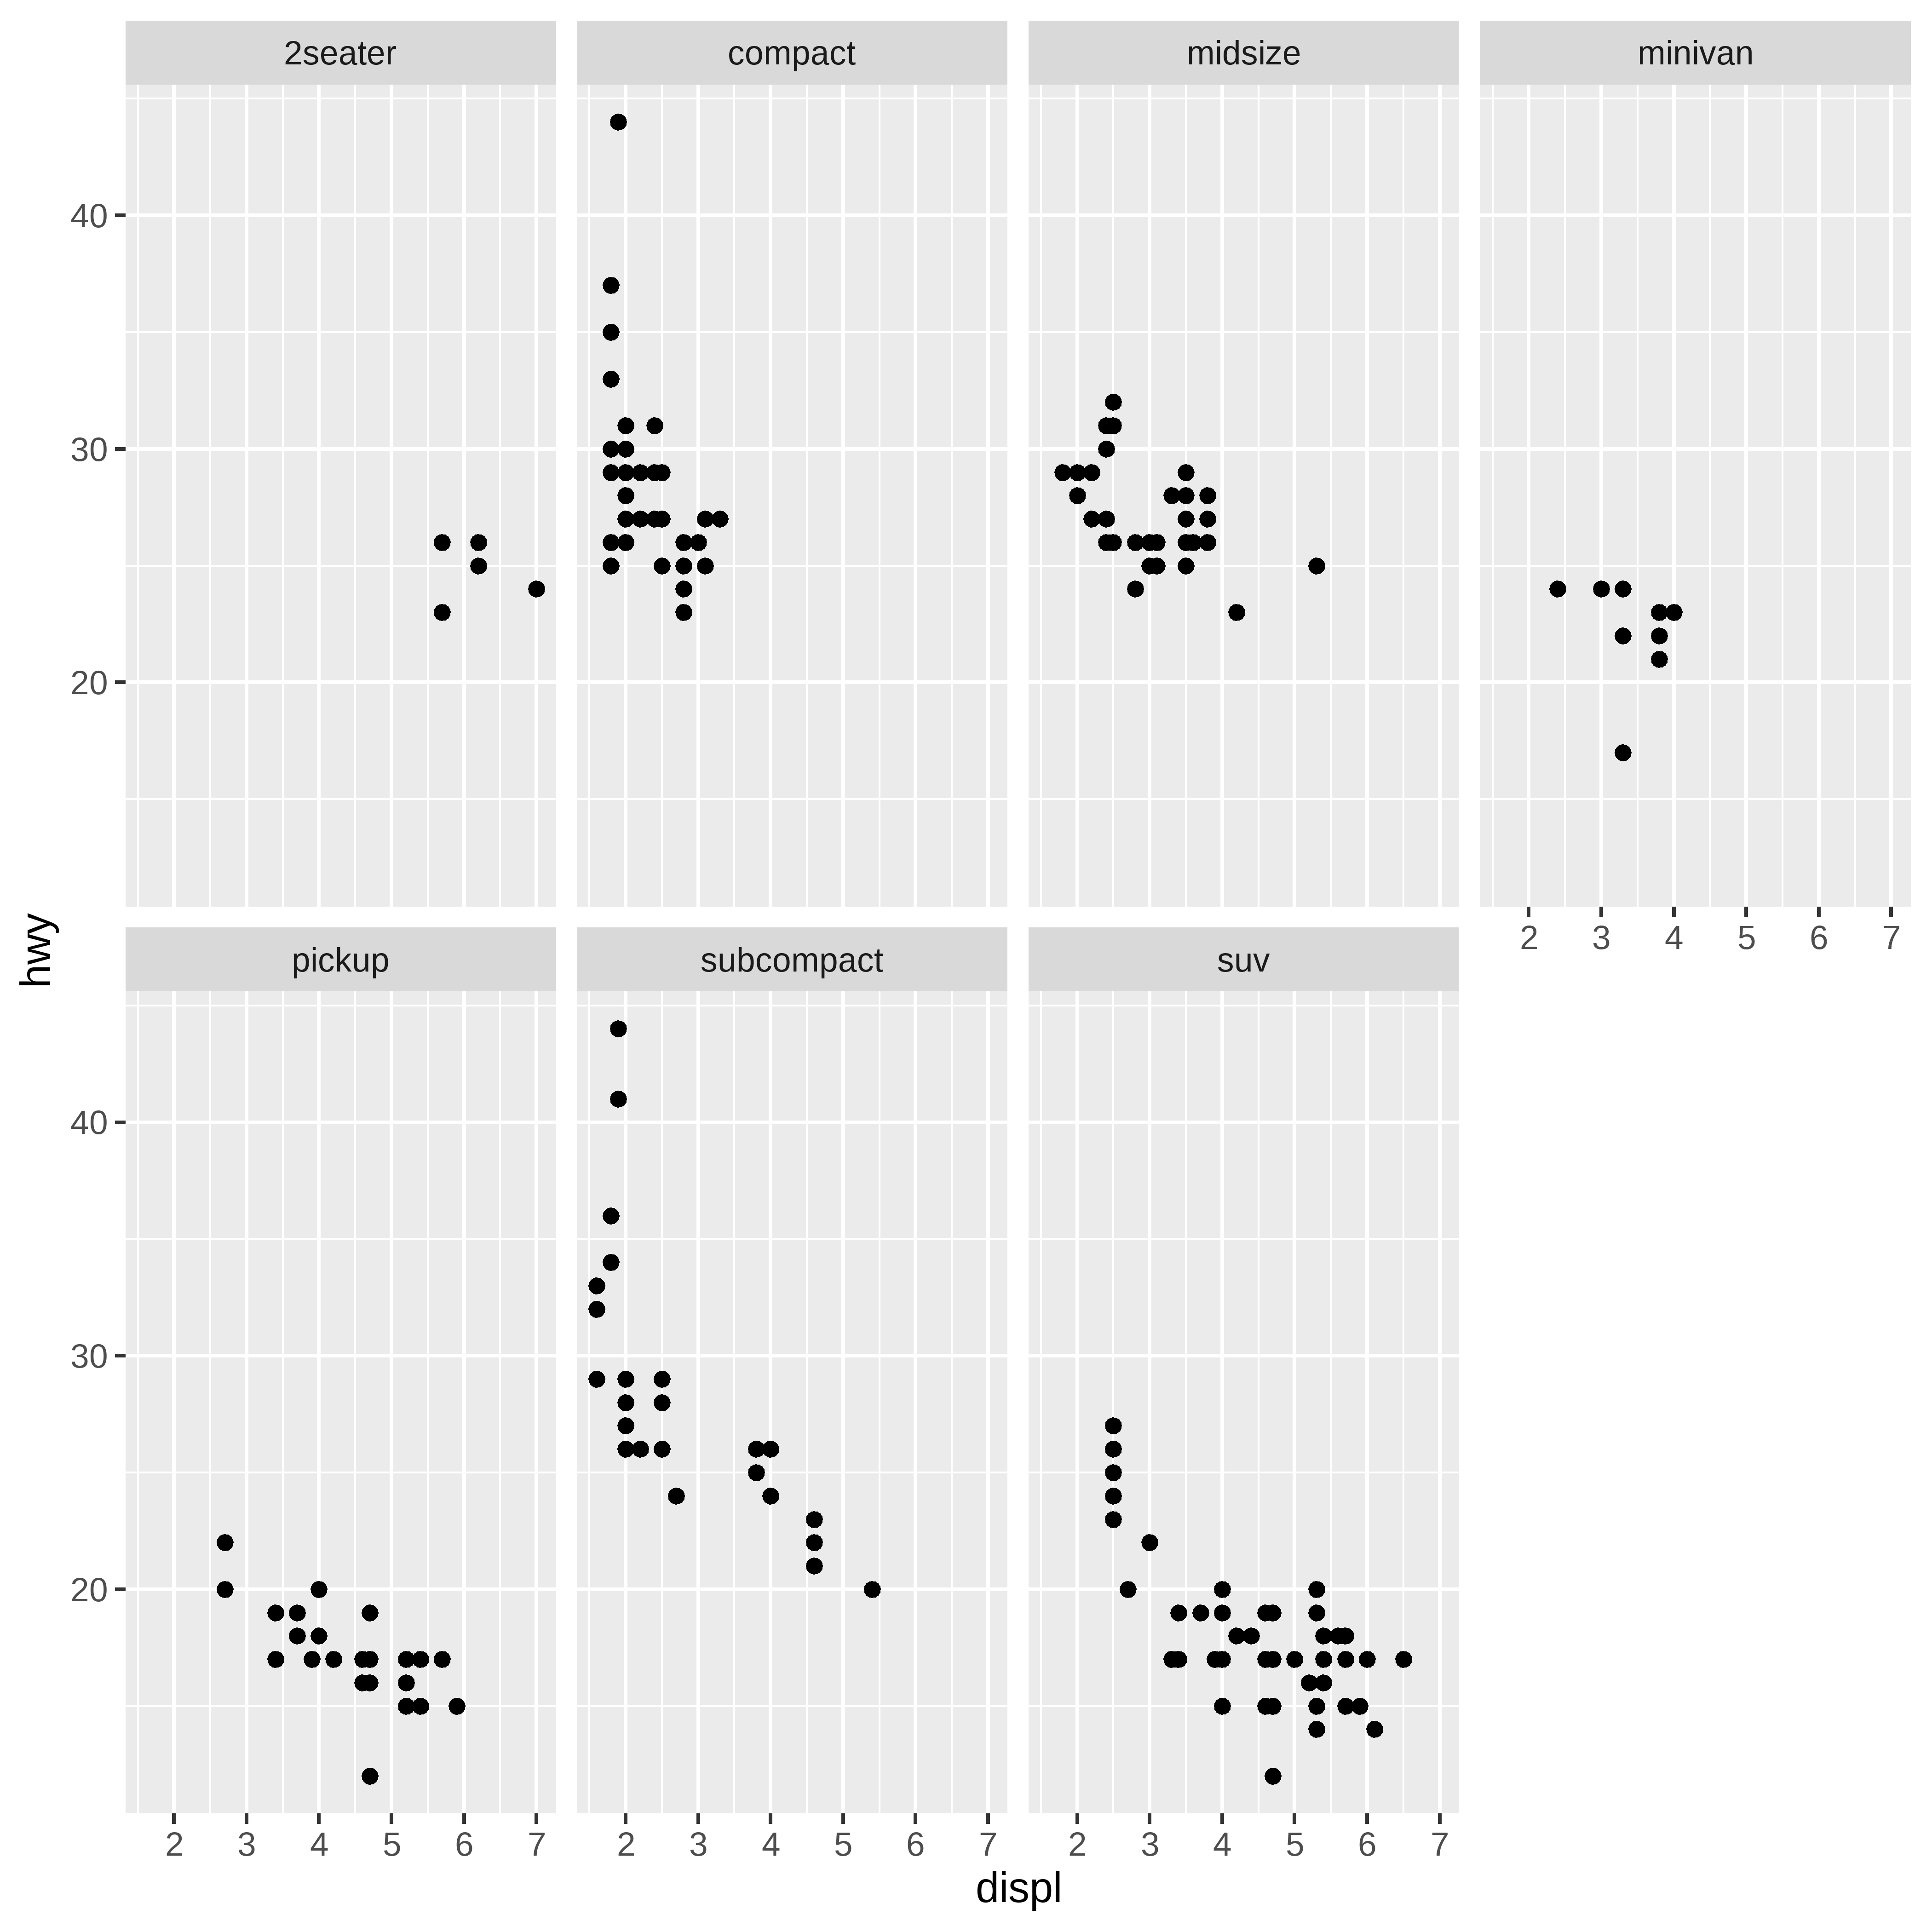 2seater compact midsize minivan
40
30
20
2 3 4 5 6 7
hwy
pickup subcompact suv
40
30
20
2 3 4 5 6 7 2 3 4 5 6 7 2 3 4 5 6 7
displ